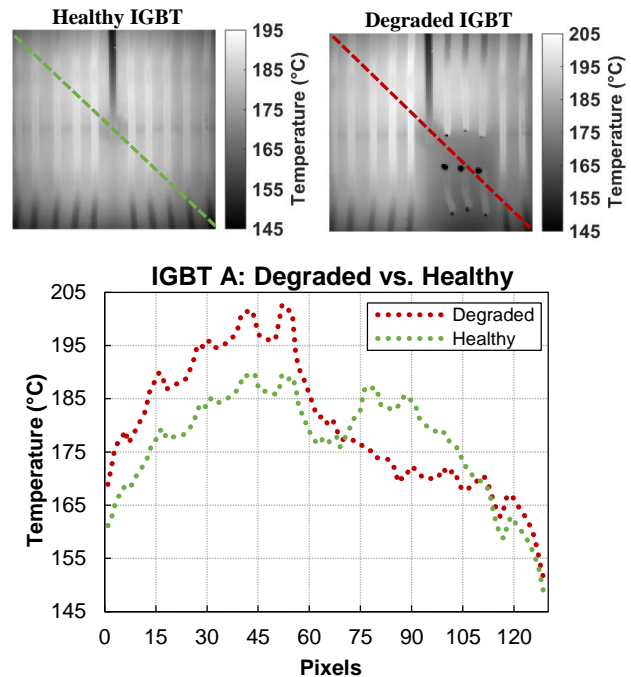 Healthy IGBT
Degraded IGBT
195
185
175
165
155
145
Temperature (°C)
205
195
185
175
165
155
145
Temperature (°C)
IGBT A: Degraded vs. Healthy
Degraded
Healthy
205
195
185
175
165
155
145
Temperature (°C)
0 15 30 45 60 75 90 105 120
Pixels